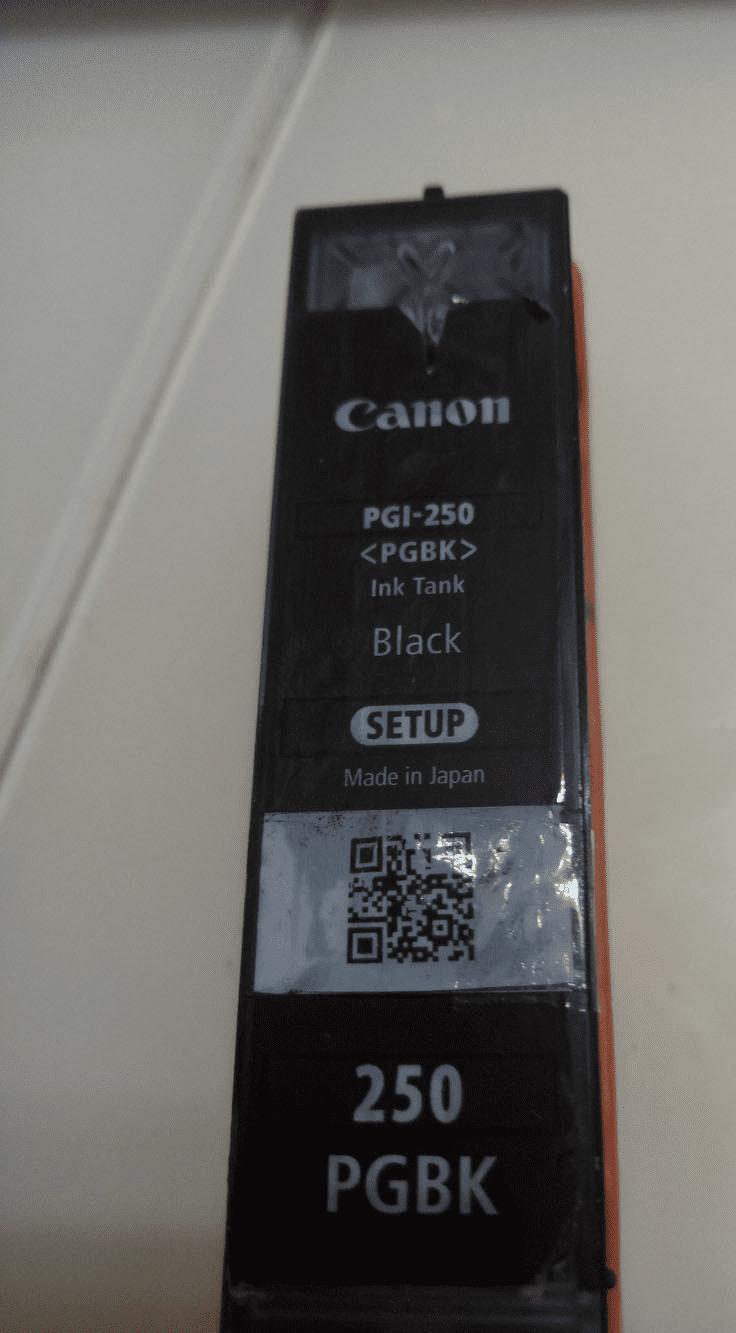 Canon
PGI-250
<PGBK>
Ink Tank
Black
SETUP
Made in Japan
250
PGBK